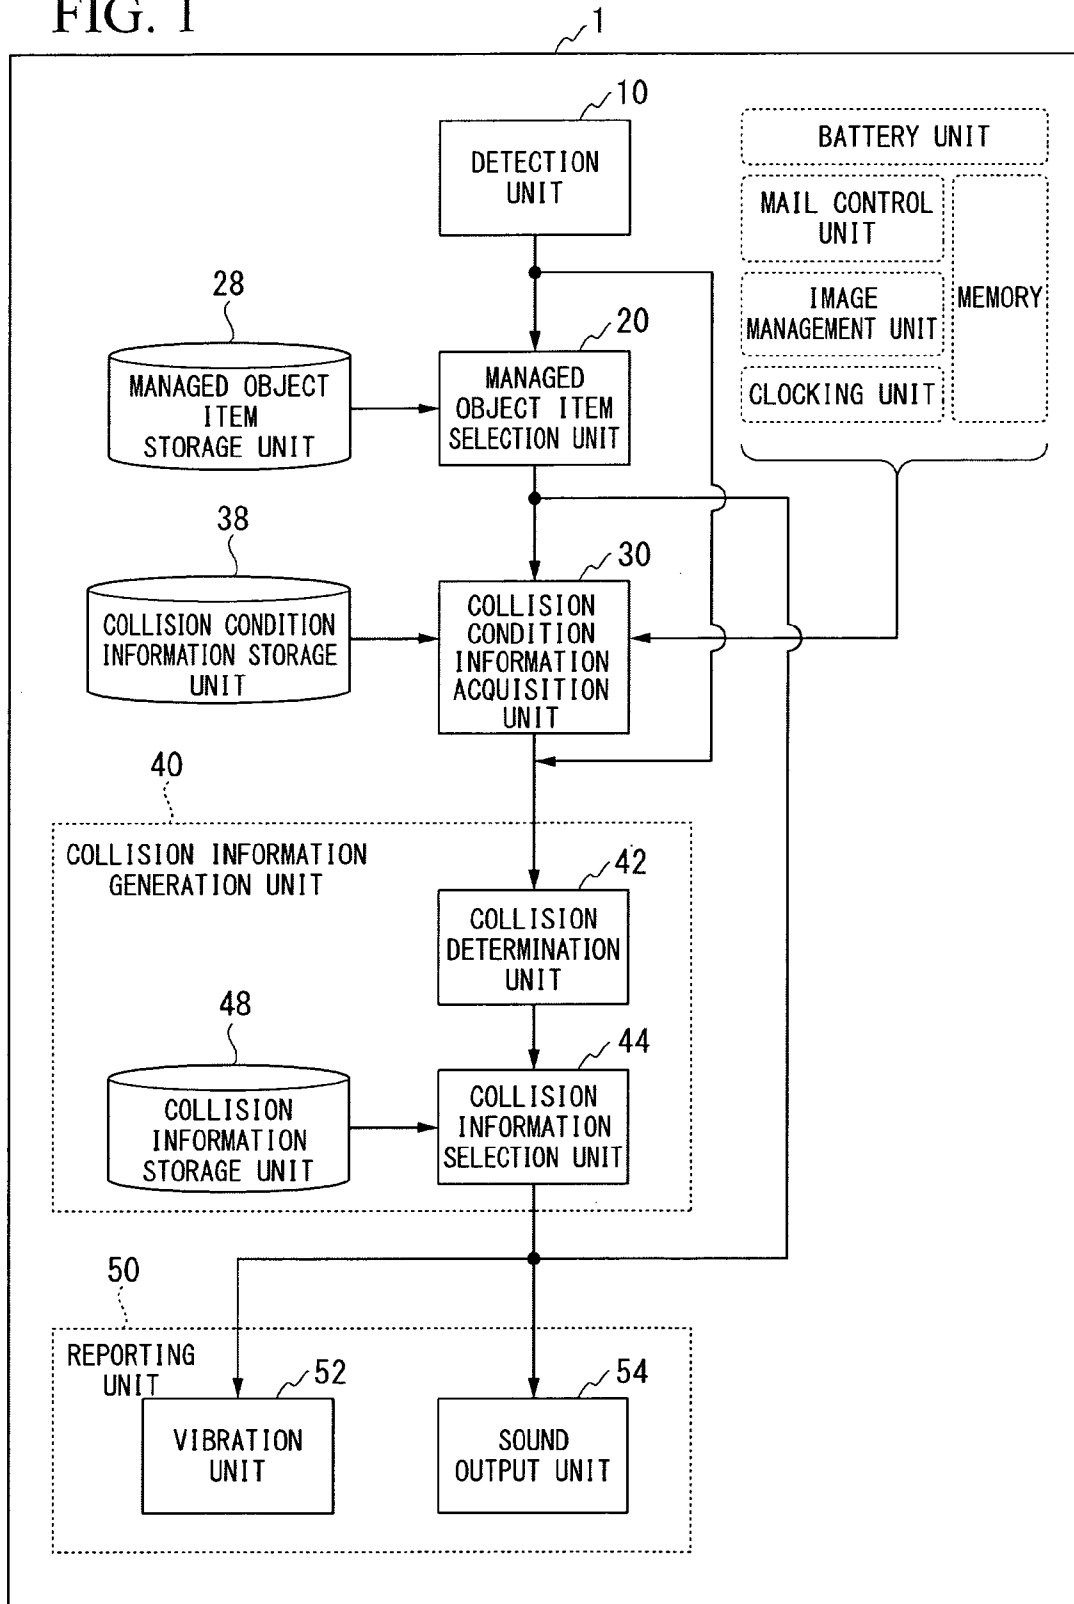 FIG. 1
1
10
DETECTION
UNIT
BATTERY UNIT
MAIL CONTROL
UNIT
IMAGE
MANAGEMENT UNIT
MEMORY
CLOCKING UNIT
28
MANAGED OBJECT
ITEM
STORAGE UNIT
20
MANAGED
OBJECT ITEM
SELECTION UNIT
38
COLLISION CONDITION
INFORMATION STORAGE
UNIT
30
COLLISION
CONDITION
INFORMATION
ACQUISITION
UNIT
40
COLLISION INFORMATION
GENERATION UNIT
42
COLLISION
DETERMINATION
UNIT
48
COLLISION
INFORMATION
STORAGE UNIT
44
COLLISION
INFORMATION
SELECTION UNIT
50
REPORTING
UNIT
52
VIBRATION
UNIT
54
SOUND
OUTPUT UNIT